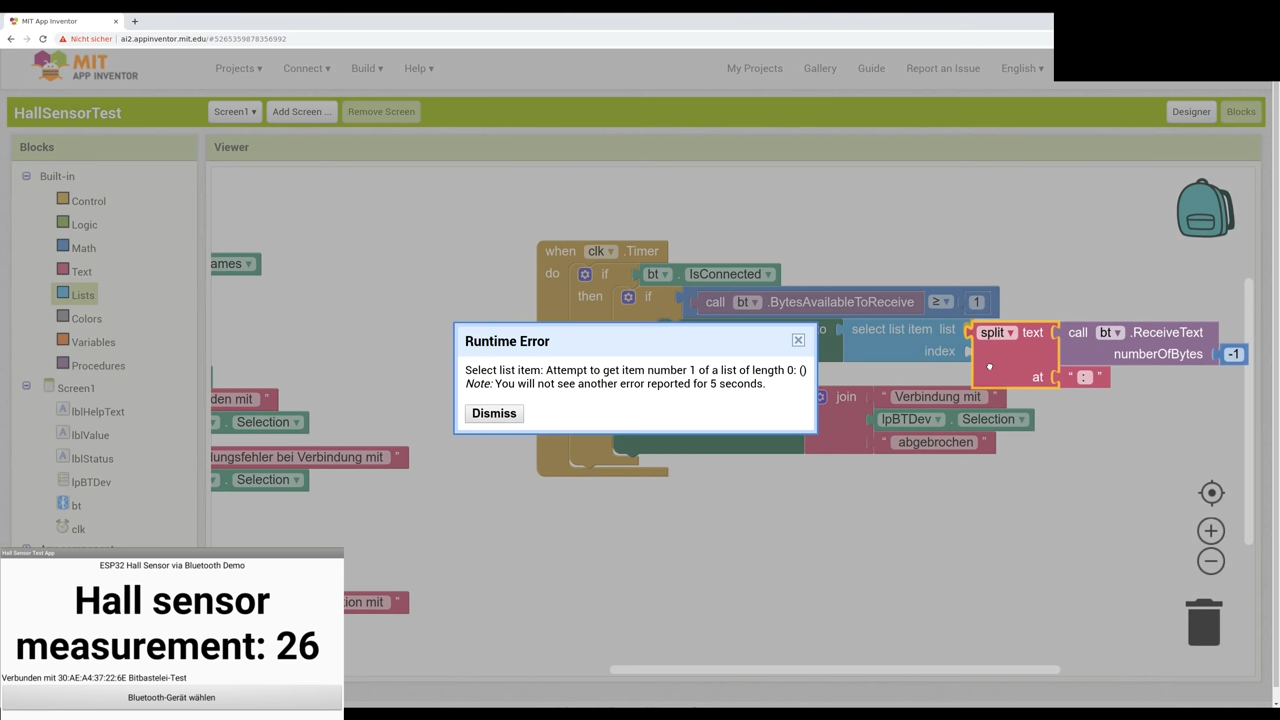 MIT App Inventor
Nicht sicher
ai2.appinventor.mit.edu/#5265359878356992
MIT
APP INVENTOR
Projects ▾ Connect ▾ Build ▾ Help ▾
My Projects Gallery Guide Report an Issue English ▾
HallSensorTest
Screen1 ▾ Add Screen ... Remove Screen
Designer Blocks
Blocks
Viewer
Built-in
Control
Logic
Math
Text
Lists
Colors
Variables
Procedures
Screen1
lblHelpText
lblValue
lblStatus
lpBTDev
bt
clk
ames ▾
den mit ”
. Selection ▾
lungsfehler bei Verbindung mit ”
. Selection ▾
tion mit ”
when clk ▾ .Timer
do if bt ▾ . IsConnected ▾
then if call bt ▾ .BytesAvailableToReceive ≥ ▾ 1
o select list item list
index
split ▾ text
at “ : ”
call bt ▾ .ReceiveText
numberOfBytes -1
join “ Verbindung mit ”
lpBTDev ▾ . Selection ▾
“ abgebrochen ”
Runtime Error
Select list item: Attempt to get item number 1 of a list of length 0: ()
Note: You will not see another error reported for 5 seconds.
Dismiss
Hall Sensor Test App
ESP32 Hall Sensor via Bluetooth Demo
Hall sensor
measurement: 26
Verbunden mit 30:AE:A4:37:22:6E Bitbastelei-Test
Bluetooth-Gerät wählen